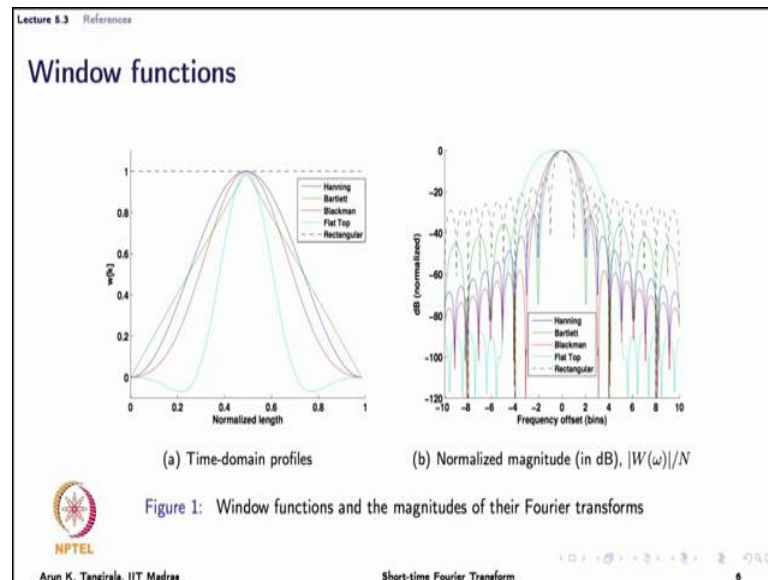 Lecture 5.3 References
Window functions
1
0.8
0.6
0.4
0.2
0
w[k]
0 0.2 0.4 0.6 0.8 1
Normalized length
Hanning
Bartlett
Blackman
Flat Top
Rectangular
(a) Time-domain profiles
0
−20
−40
−60
−80
−100
−120
dB (normalized)
−10 −8 −6 −4 −2 0 2 4 6 8 10
Frequency offset (bins)
Hanning
Bartlett
Blackman
Flat Top
Rectangular
(b) Normalized magnitude (in dB), |W(ω)|/N
Figure 1: Window functions and the magnitudes of their Fourier transforms
NPTEL
Arun K. Tangirala, IIT Madras Short-time Fourier Transform 6